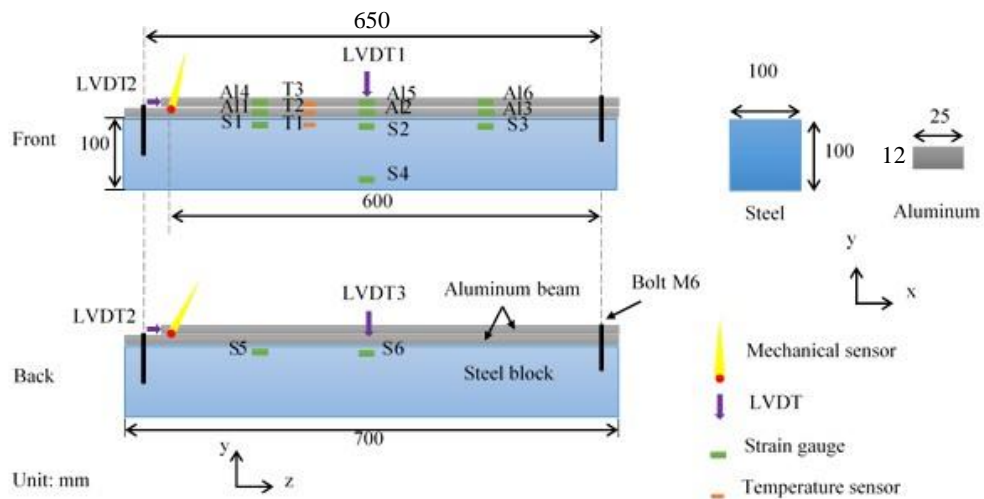 650
LVDT1
LVDT2
Al4 T3 Al5 Al6
Al1 T2 Al2 Al3
S1 T1 S2 S3
Front
100
S4
600
100
100
Steel
25
12
Aluminum
y
x
LVDT3
LVDT2
Aluminum beam
Bolt M6
S5 S6
Steel block
Back
700
y
z
Unit: mm
Mechanical sensor
LVDT
Strain gauge
Temperature sensor